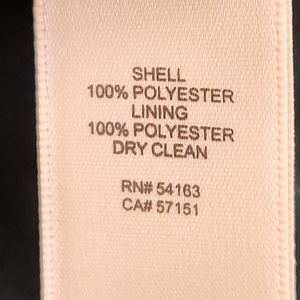 SHELL
100% POLYESTER
LINING
100% POLYESTER
DRY CLEAN
RN# 54163
CA# 57151